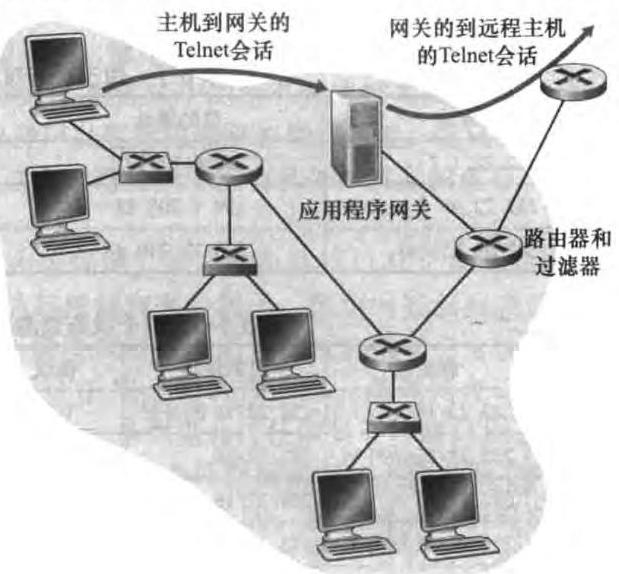 主机到网关的
Telnet会话
网关的到远程主机
的Telnet会话
应用程序网关
路由器和
过滤器